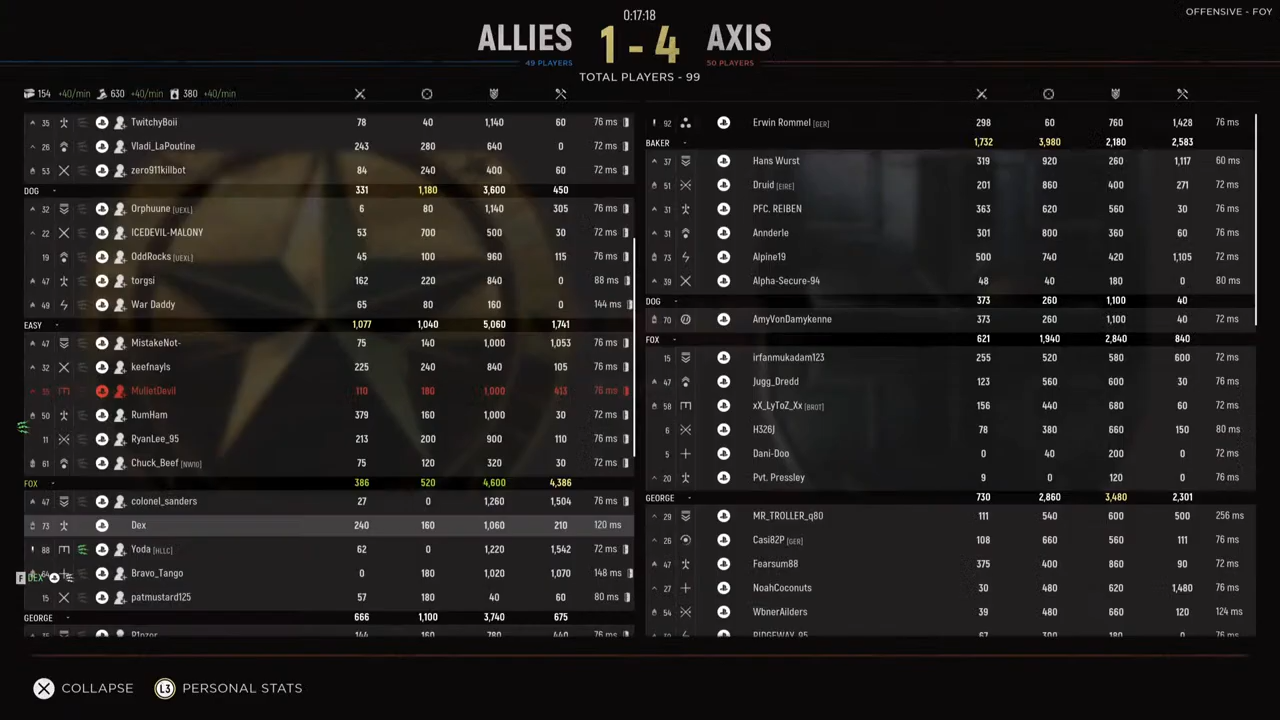 OFFENSIVE - FOY
0:17:18
ALLIES 1 - 4 AXIS
49 PLAYERS 50 PLAYERS
TOTAL PLAYERS - 99
154 +40/min 630 +40/min 380 +40/min
35 TwitchyBoii 78 40 1,140 60 76 ms
26 Vladi_LaPoutine 243 280 640 0 72 ms
53 zero911killbot 84 240 400 60 72 ms
DOG - 331 1,180 3,600 450
32 Orphuune [UEXL] 6 80 1,140 305 76 ms
22 ICEDEVIL-MALONY 53 700 500 30 72 ms
19 OddRocks [UEXL] 45 100 960 115 76 ms
47 torgsi 162 220 840 0 88 ms
49 War Daddy 65 80 160 0 144 ms
EASY - 1,077 1,040 5,060 1,741
47 MistakeNot- 75 140 1,000 1,053 76 ms
32 keefnayls 225 240 840 105 76 ms
MulletDevil 110 180 1,000 413 76 ms
50 RumHam 379 160 1,000 30 72 ms
11 RyanLee_95 213 200 900 110 76 ms
61 Chuck_Beef [NW10] 75 120 320 30 72 ms
FOX - 386 520 4,600 4,386
47 colonel_sanders 27 0 1,260 1,504 76 ms
73 Dex 240 160 1,060 210 120 ms
88 Yoda [HLLC] 62 0 1,220 1,542 72 ms
F DEX
64 Bravo_Tango 0 180 1,020 1,070 148 ms
15 patmustard125 57 180 40 60 80 ms
GEORGE - 666 1,100 3,740 675
92 Erwin Rommel [GER] 298 60 760 1,428 76 ms
BAKER - 1,732 3,980 2,180 2,583
37 Hans Wurst 319 920 260 1,117 60 ms
51 Druid [EIRE] 201 860 400 271 72 ms
31 PFC. REIBEN 363 620 560 30 76 ms
31 Annderle 301 800 360 60 72 ms
73 Alpine19 500 740 420 1,105 72 ms
39 Alpha-Secure-94 48 40 180 0 80 ms
DOG - 373 260 1,100 40
70 AmyVonDamykenne 373 260 1,100 40 72 ms
FOX - 621 1,940 2,840 840
15 irfanmukadam123 255 520 580 600 72 ms
47 Jugg_Dredd 123 560 600 30 76 ms
58 xX_LyToZ_Xx [BROT] 156 440 680 60 72 ms
6 H326J 78 380 660 150 80 ms
5 Dani-Doo 0 40 200 0 72 ms
20 Pvt. Pressley 9 0 120 0 76 ms
GEORGE - 730 2,860 3,480 2,301
29 MR_TROLLER_q80 111 540 600 500 256 ms
26 Casi82P [GER] 108 660 560 111 76 ms
47 Fearsum88 375 400 860 90 72 ms
27 NoahCoconuts 30 480 620 1,480 76 ms
54 WbnerAilders 39 480 660 120 124 ms
RIDGEWAY_95 67 300 180 0 76 ms
X COLLAPSE L3 PERSONAL STATS